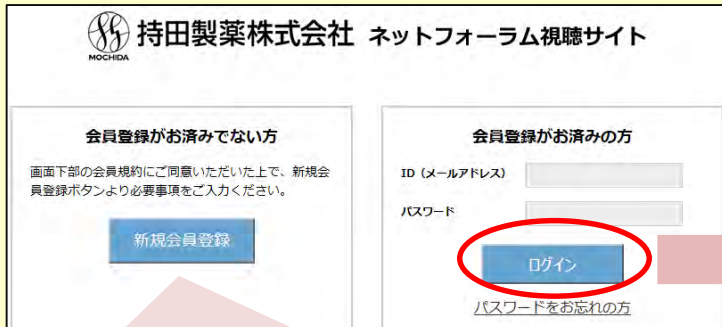 持田製薬株式会社 ネットフォーラム視聴サイト
MOCHIDA
会員登録がお済みでない方
画面下部の会員規約にご同意いただいた上で、新規会
員登録ボタンより必要事項をご入力ください。
新規会員登録
会員登録がお済みの方
ID（メールアドレス）
パスワード
ログイン
パスワードをお忘れの方